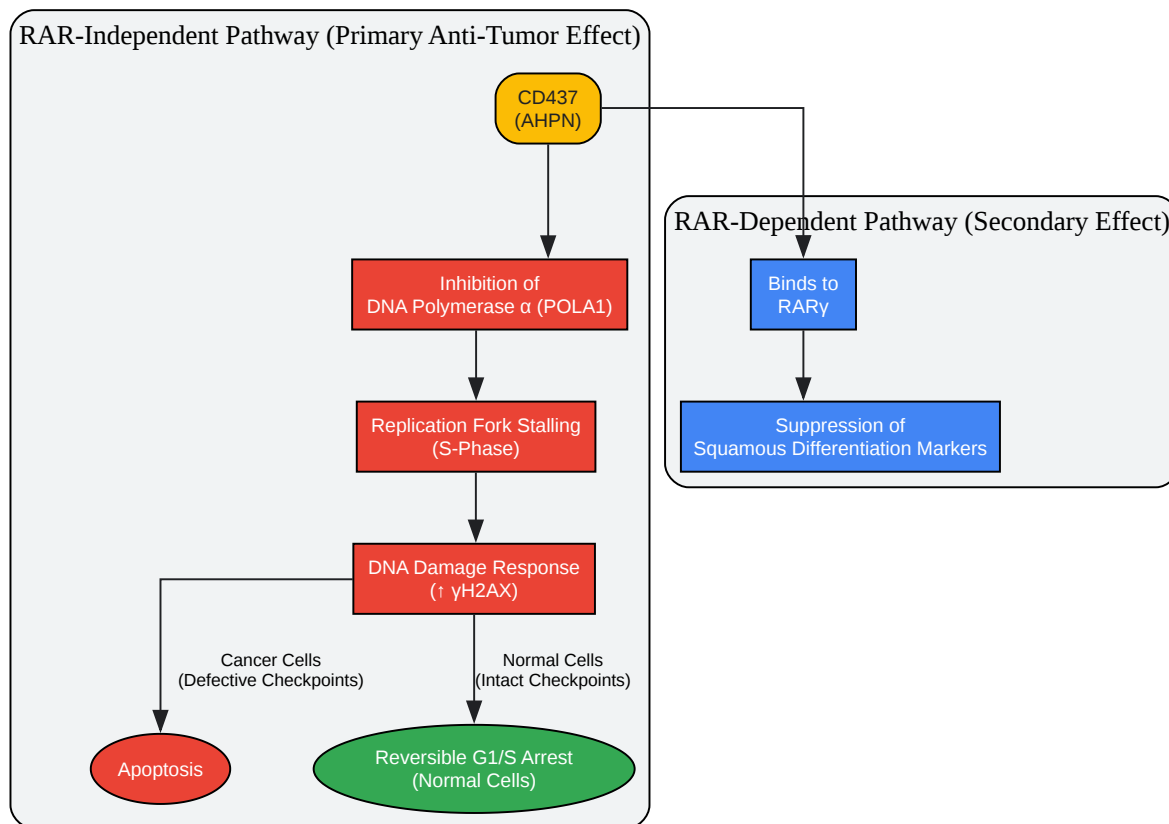 RAR-Independent Pathway (Primary Anti-Tumor Effect)
CD437
(AHPN)
RAR-Dependent Pathway (Secondary Effect)
Inhibition of
DNA Polymerase α (POLA1)
Binds to
RARγ
Replication Fork Stalling
(S-Phase)
Suppression of
Squamous Differentiation Markers
DNA Damage Response
(↑ γH2AX)
Cancer Cells
(Defective Checkpoints)
Normal Cells
(Intact Checkpoints)
Apoptosis
Reversible G1/S Arrest
(Normal Cells)